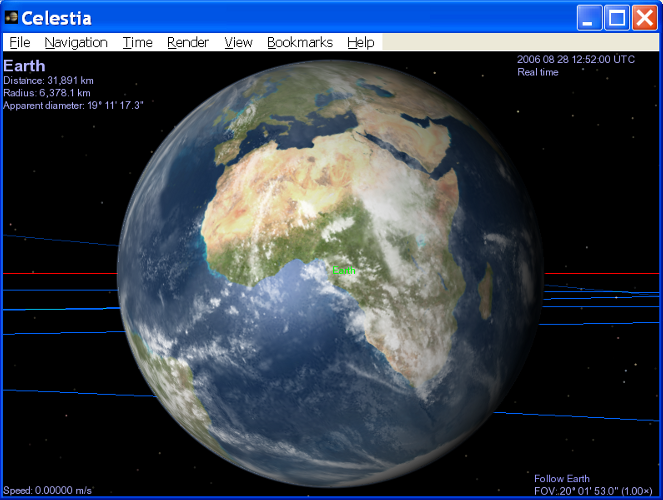 Celestia
File Navigation Time Render View Bookmarks Help
Earth
Distance: 31,891 km
Radius: 6,378.1 km
Apparent diameter: 19° 11' 17.3"
2006 08 28 12:52:00 UTC
Real time
Earth
Speed: 0.00000 m/s
Follow Earth
FOV: 20° 01' 53.0" (1.00×)